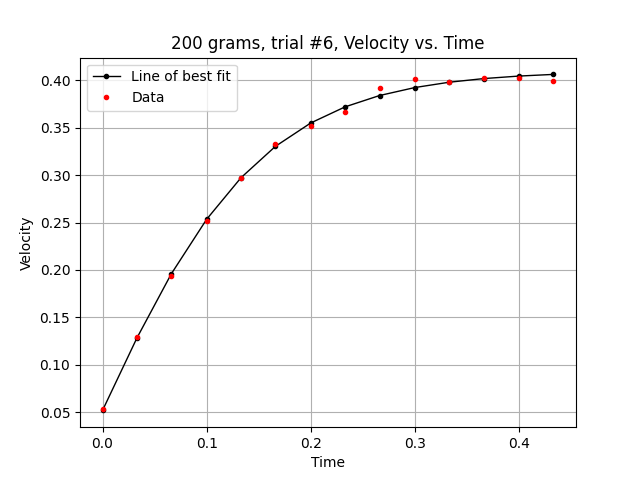 200 grams, trial #6, Velocity vs. Time
Line of best fit
Data
0.40
0.35
0.30
0.25
0.20
0.15
0.10
0.05
Velocity
0.0 0.1 0.2 0.3 0.4
Time